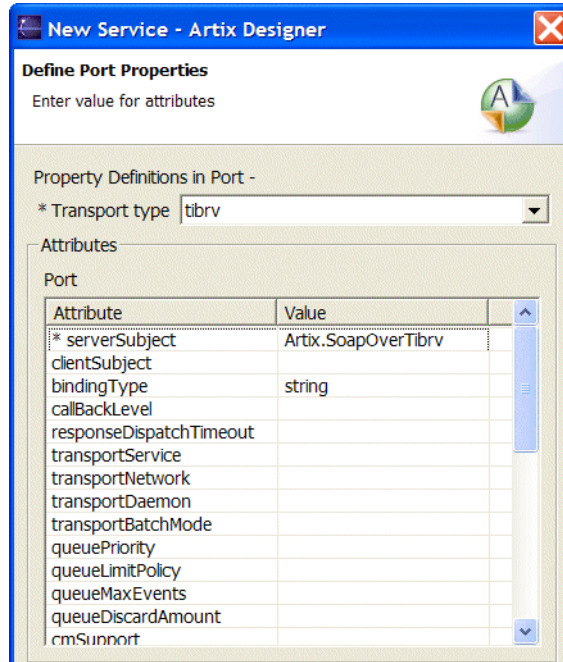 New Service - Artix Designer
Define Port Properties
Enter value for attributes
A
Property Definitions in Port -
* Transport type tibrv
Attributes
Port
Attribute Value
* serverSubject Artix.SoapOverTibrv
clientSubject
bindingType string
callBackLevel
responseDispatchTimeout
transportService
transportNetwork
transportDaemon
transportBatchMode
queuePriority
queueLimitPolicy
queueMaxEvents
queueDiscardAmount
cmSupport